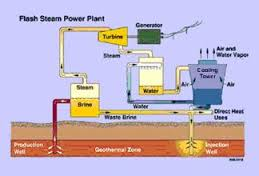 Flash Steam Power Plant
Generator
Turbine
Steam
Air and
Water Vapor
Cooling
Tower
Water
Air
Air
Steam
Brine
Water
Direct Heat
Uses
Waste Brine
Production
Well
Geothermal Zone
Injection
Well